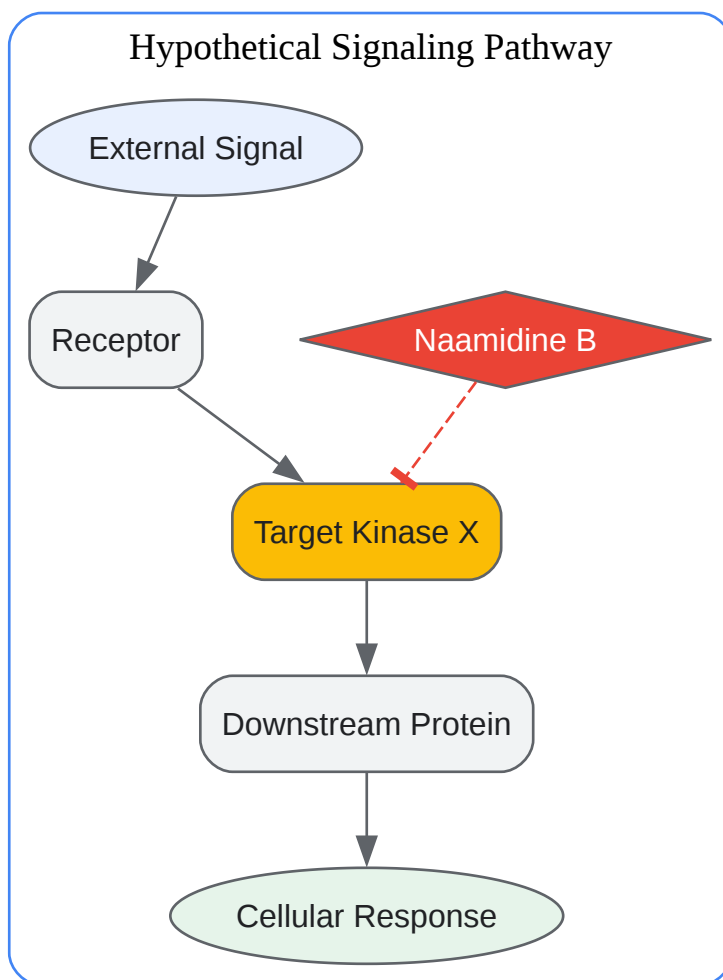 Hypothetical Signaling Pathway
External Signal
Receptor
Naamidine B
Target Kinase X
Downstream Protein
Cellular Response